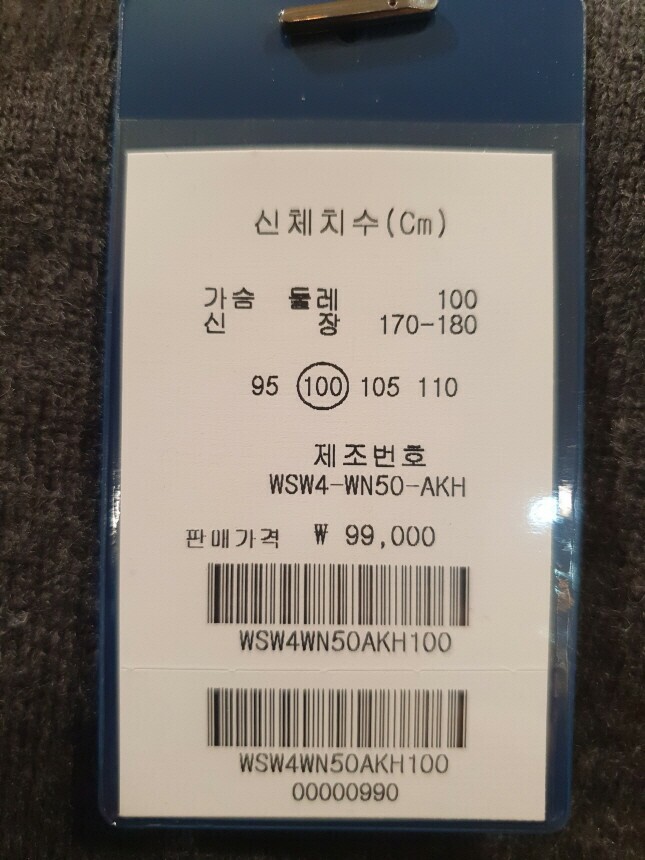 신체치수(Cm)
가슴 둘레 100
신 장 170-180
95 100 105 110
제조번호
WSW4-WN50-AKH
판매가격 ₩ 99,000
WSW4WN50AKH100
WSW4WN50AKH100
00000990